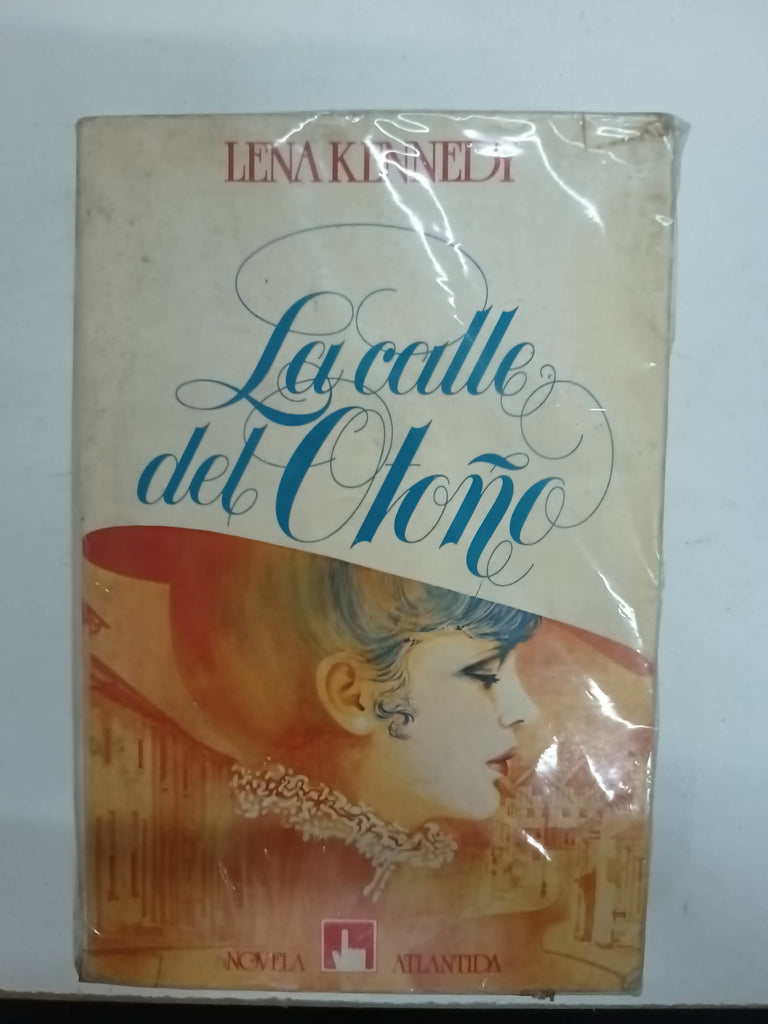 LENA KENNEDY
La calle
del Otoño
NOVELA ATLANTIDA